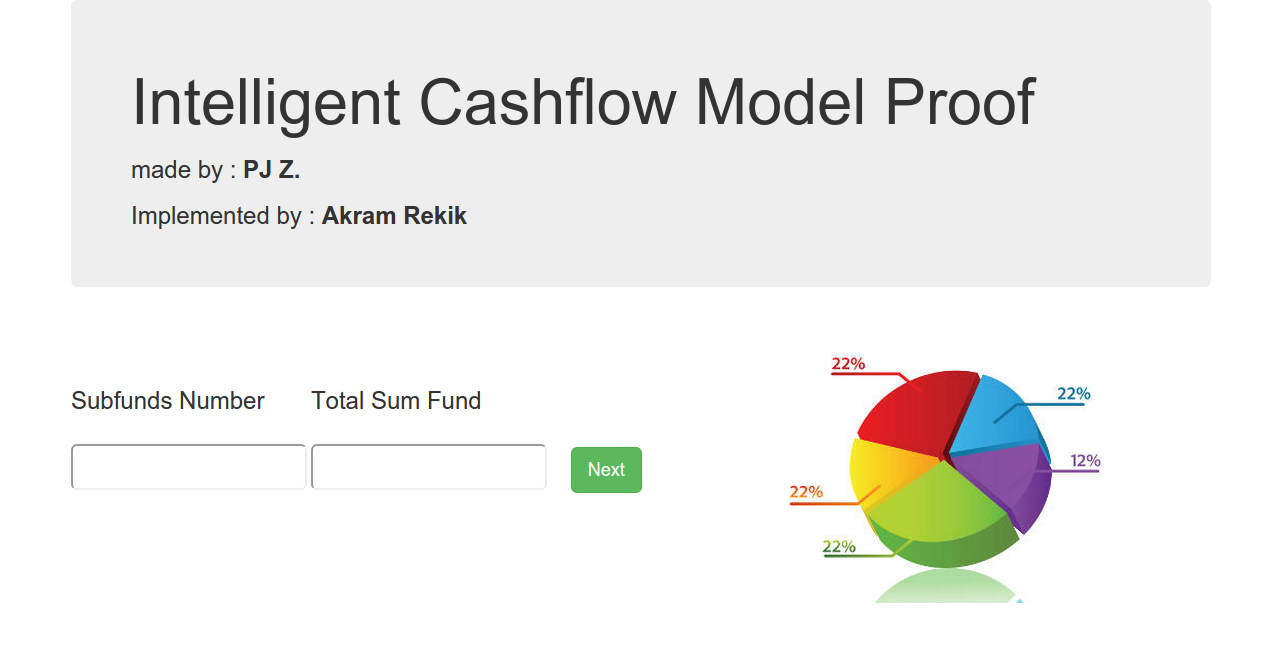 Intelligent Cashflow Model Proof
made by : PJ Z.
Implemented by : Akram Rekik
Subfunds Number
Total Sum Fund
Next
22%
22%
12%
22%
22%